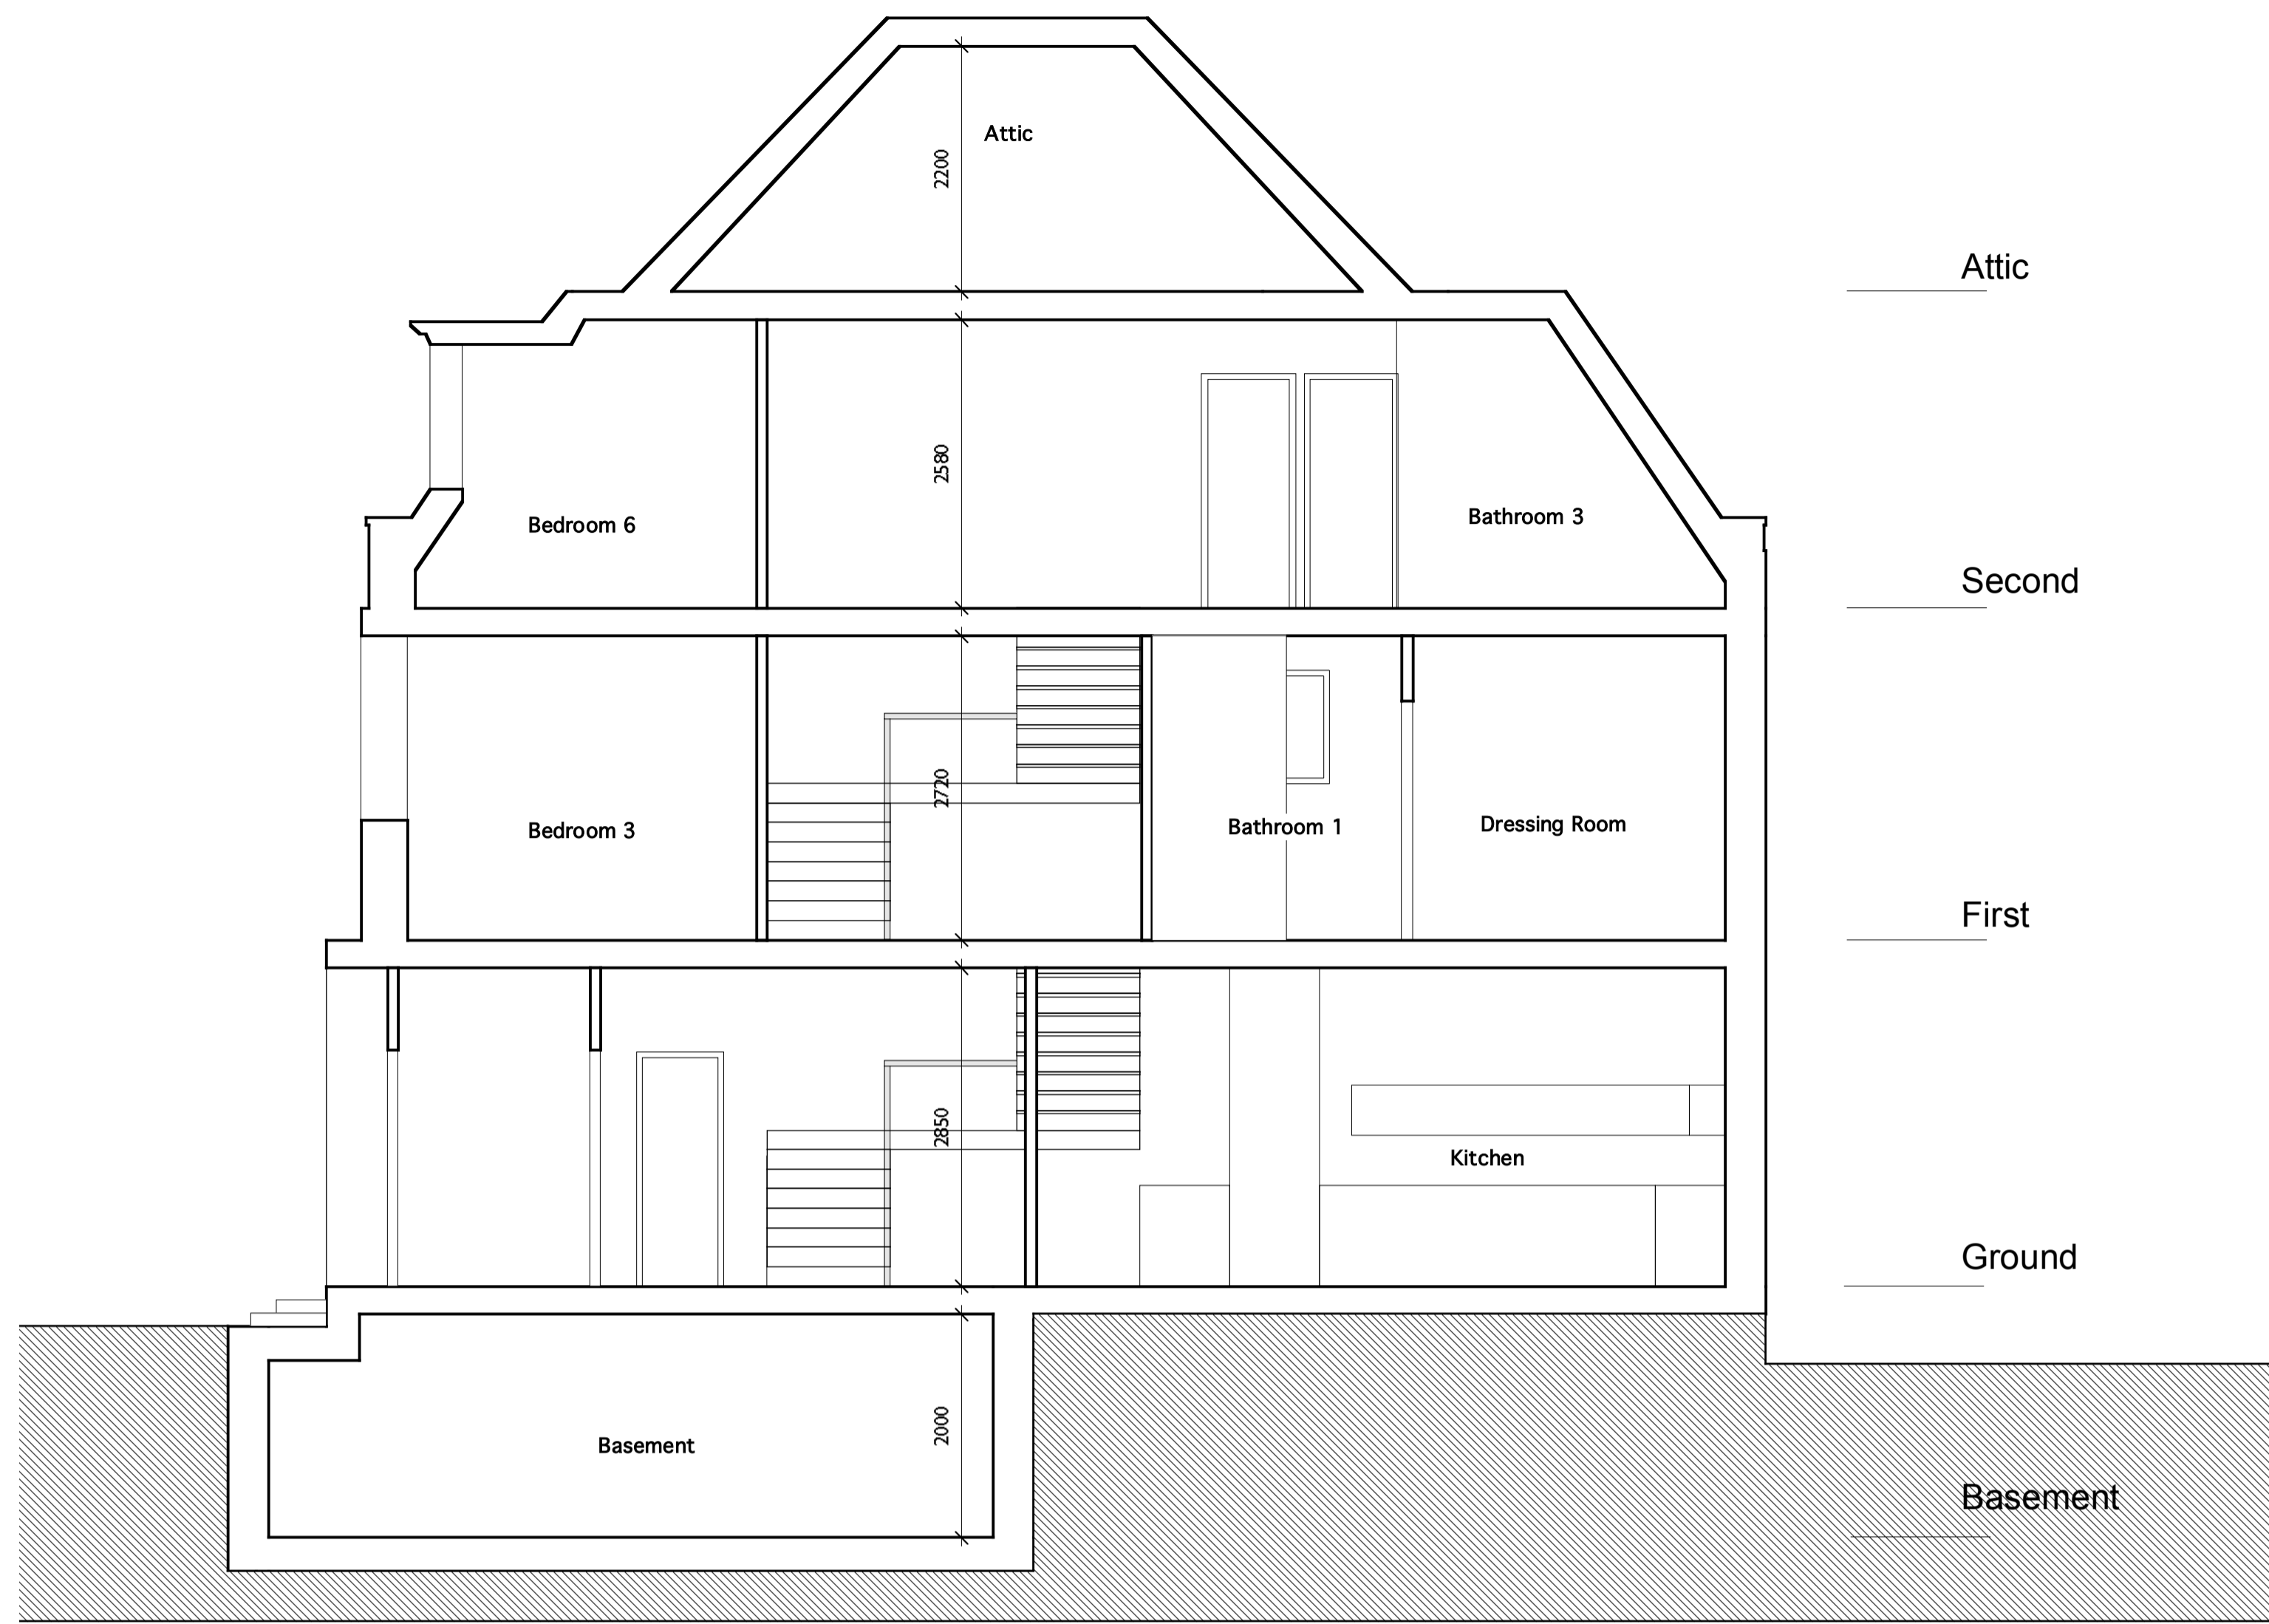 Attic
2200
Attic
2580
Bedroom 6
Bathroom 3
Second
2720
Bedroom 3
Bathroom 1
Dressing Room
First
2850
Kitchen
Ground
2000
Basement
Basement